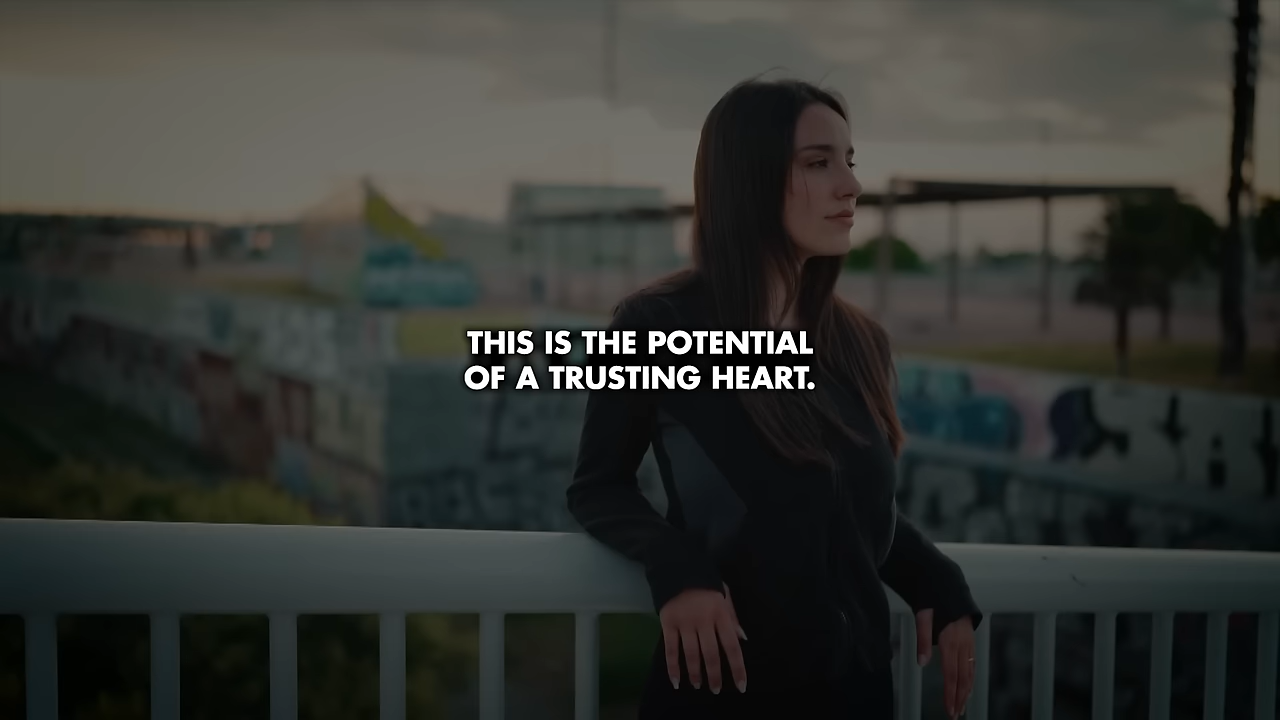 THIS IS THE POTENTIAL
OF A TRUSTING HEART.